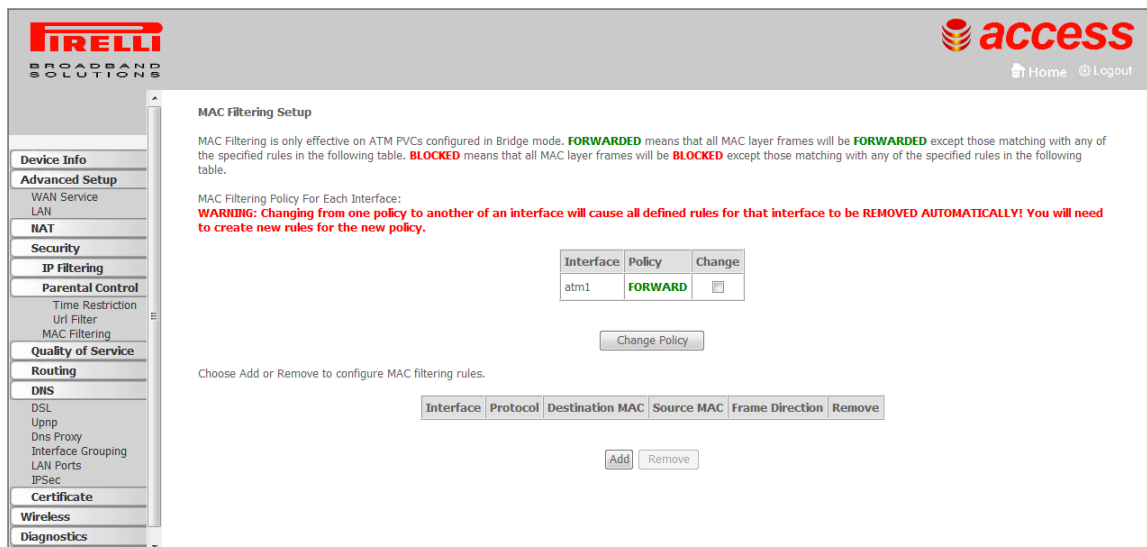 PIRELLI
BROADBAND
SOLUTIONS
access
Home Logout
Device Info
Advanced Setup
WAN Service
LAN
NAT
Security
IP Filtering
Parental Control
Time Restriction
Url Filter
MAC Filtering
Quality of Service
Routing
DNS
DSL
Upnp
Dns Proxy
Interface Grouping
LAN Ports
IPSec
Certificate
Wireless
Diagnostics
MAC Filtering Setup
MAC Filtering is only effective on ATM PVCs configured in Bridge mode. FORWARDED means that all MAC layer frames will be FORWARDED except those matching with any of
the specified rules in the following table. BLOCKED means that all MAC layer frames will be BLOCKED except those matching with any of the specified rules in the following
table.
MAC Filtering Policy For Each Interface:
WARNING: Changing from one policy to another of an interface will cause all defined rules for that interface to be REMOVED AUTOMATICALLY! You will need
to create new rules for the new policy.
Interface Policy Change
atm1 FORWARD
Change Policy
Choose Add or Remove to configure MAC filtering rules.
Interface Protocol Destination MAC Source MAC Frame Direction Remove
Add Remove